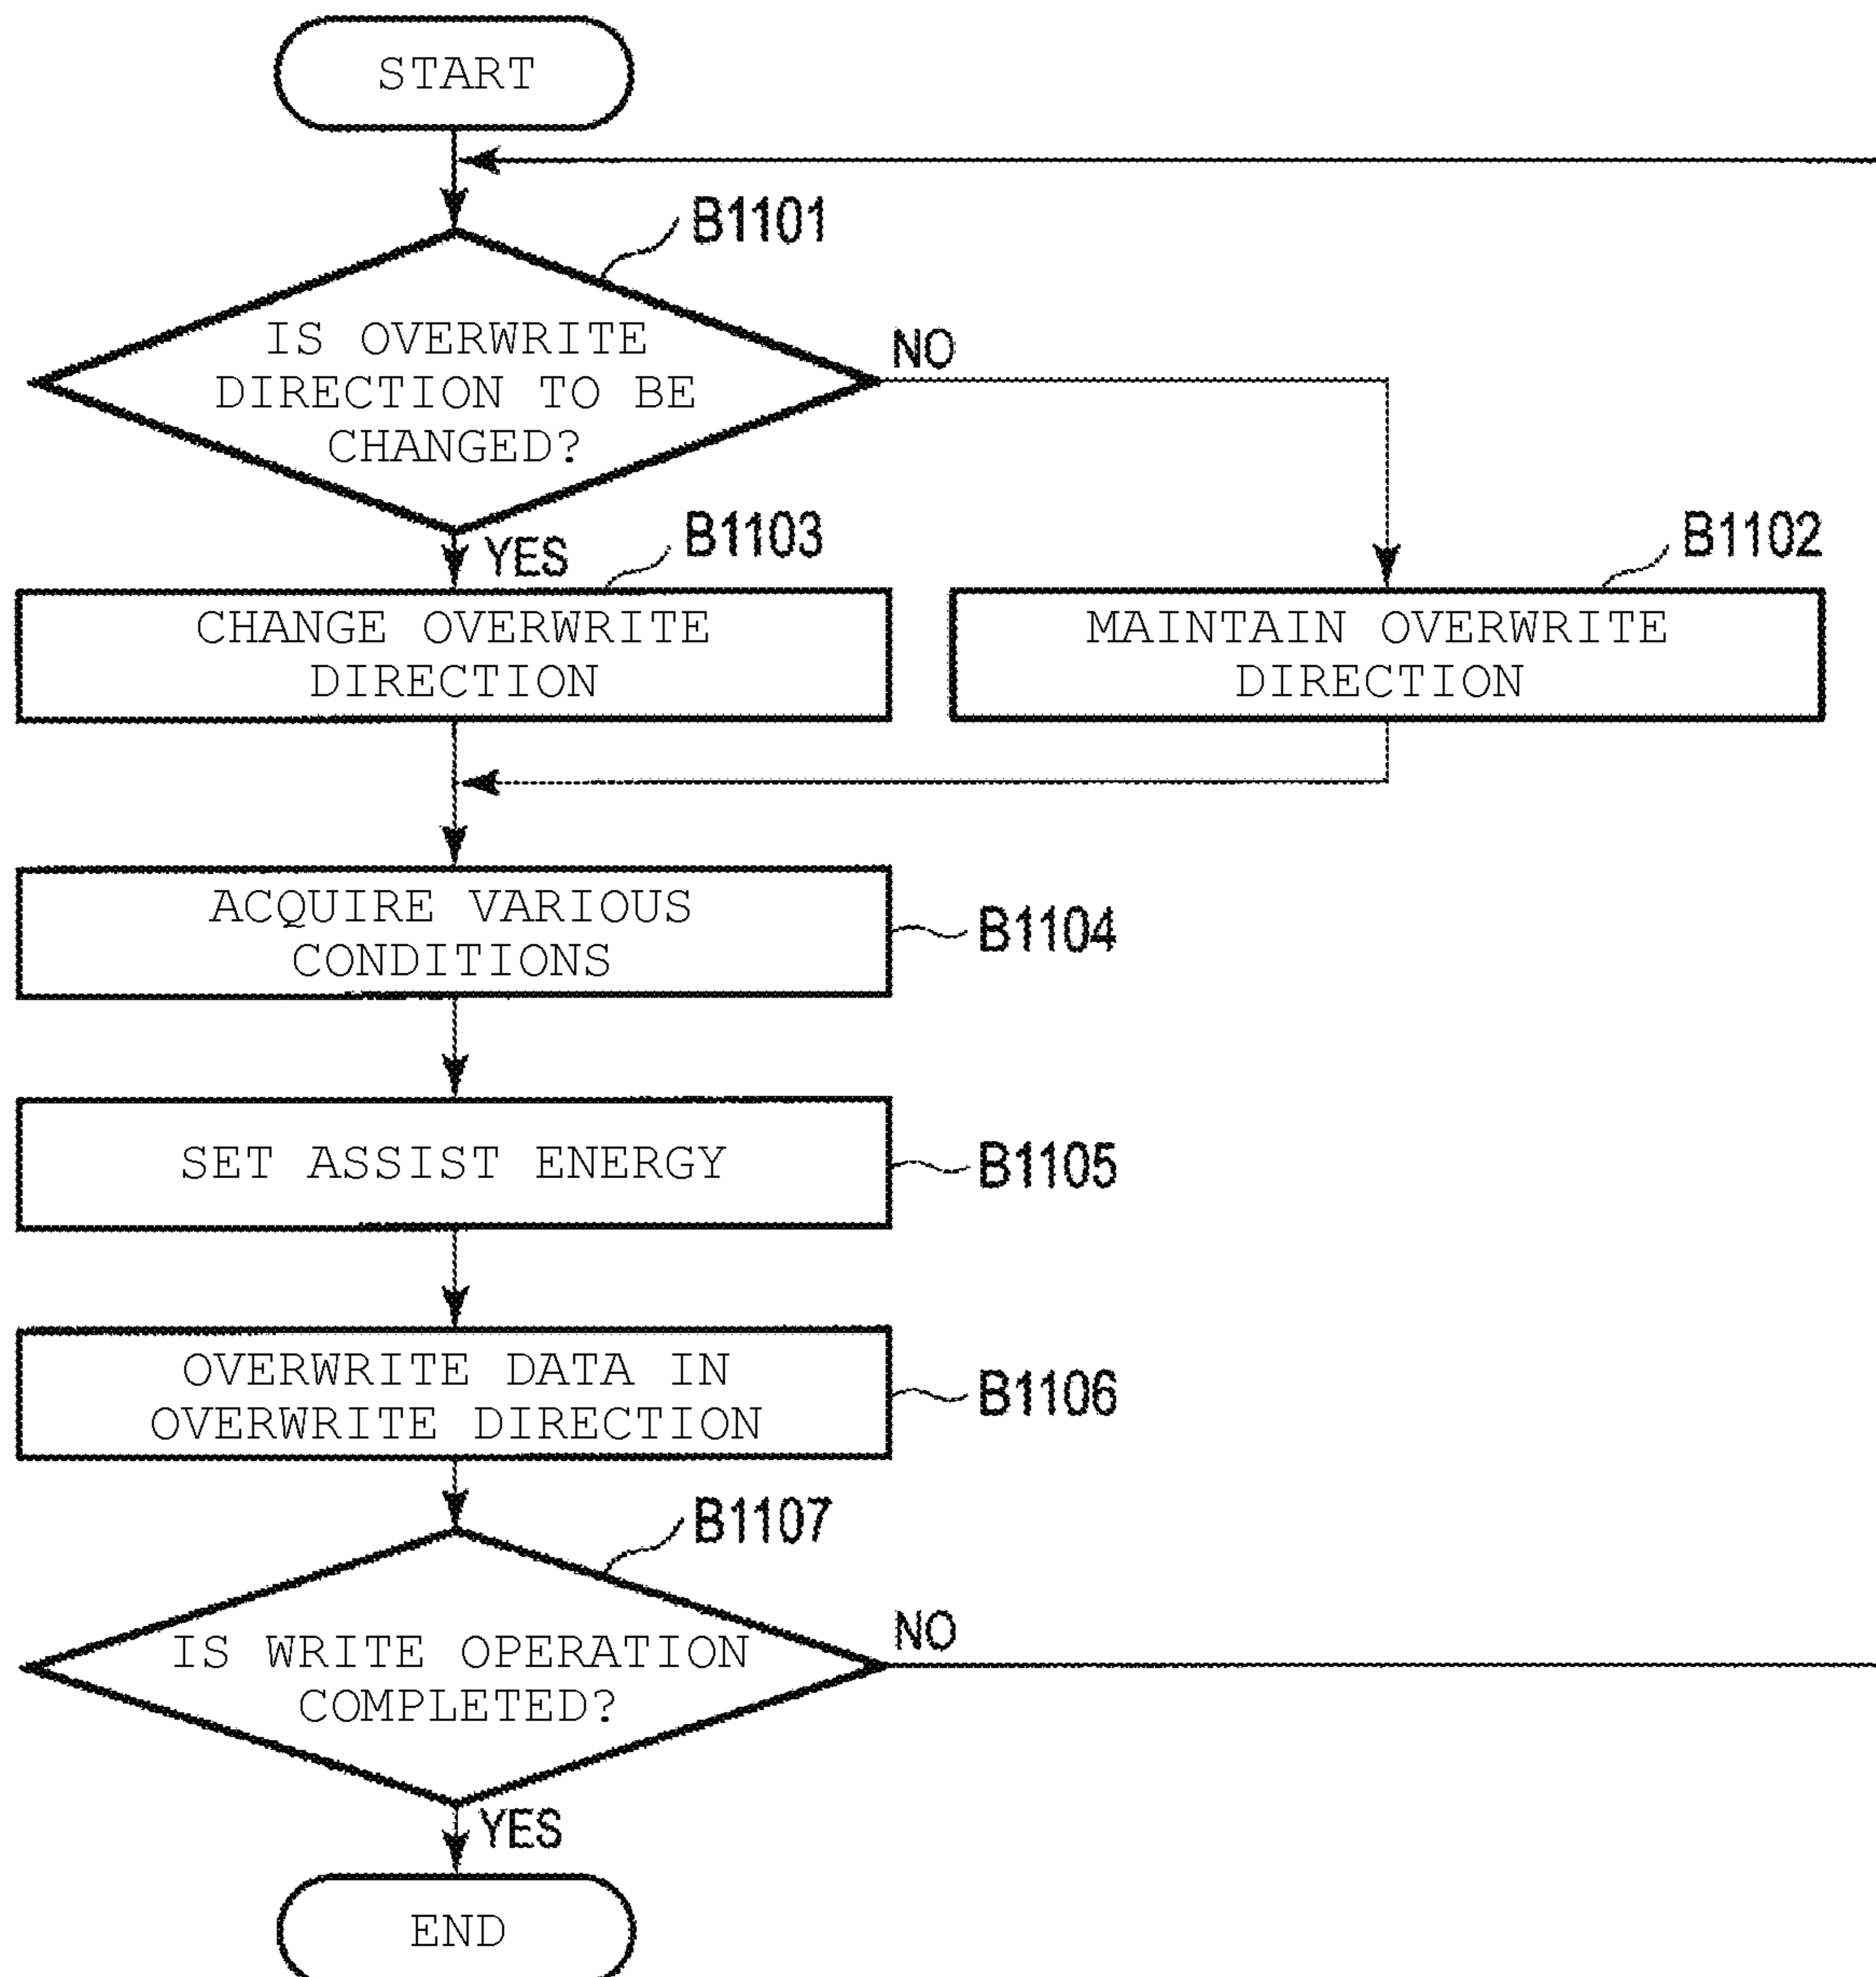 START
B1101
IS OVERWRITE
DIRECTION TO BE
CHANGED?
NO
YES
B1103
B1102
CHANGE OVERWRITE
DIRECTION
MAINTAIN OVERWRITE
DIRECTION
ACQUIRE VARIOUS
CONDITIONS
B1104
SET ASSIST ENERGY
B1105
OVERWRITE DATA IN
OVERWRITE DIRECTION
B1106
B1107
IS WRITE OPERATION
COMPLETED?
NO
YES
END